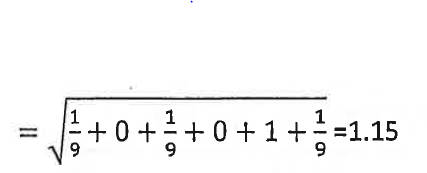 = √(1/9 + 0 + 1/9 + 0 + 1 + 1/9) =1.15